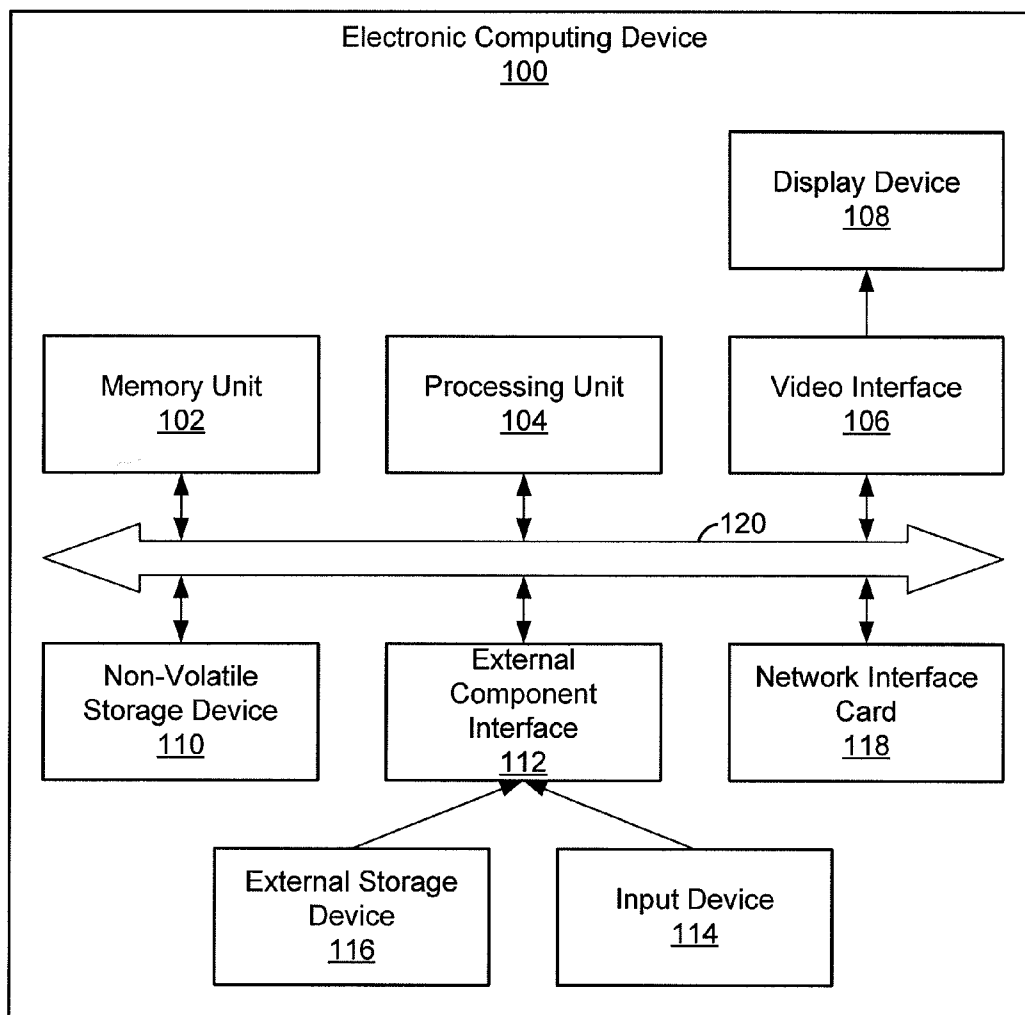 Electronic Computing Device
100
Display Device
108
Memory Unit
102
Processing Unit
104
Video Interface
106
120
Non-Volatile
Storage Device
110
External
Component
Interface
112
Network Interface
Card
118
External Storage
Device
116
Input Device
114